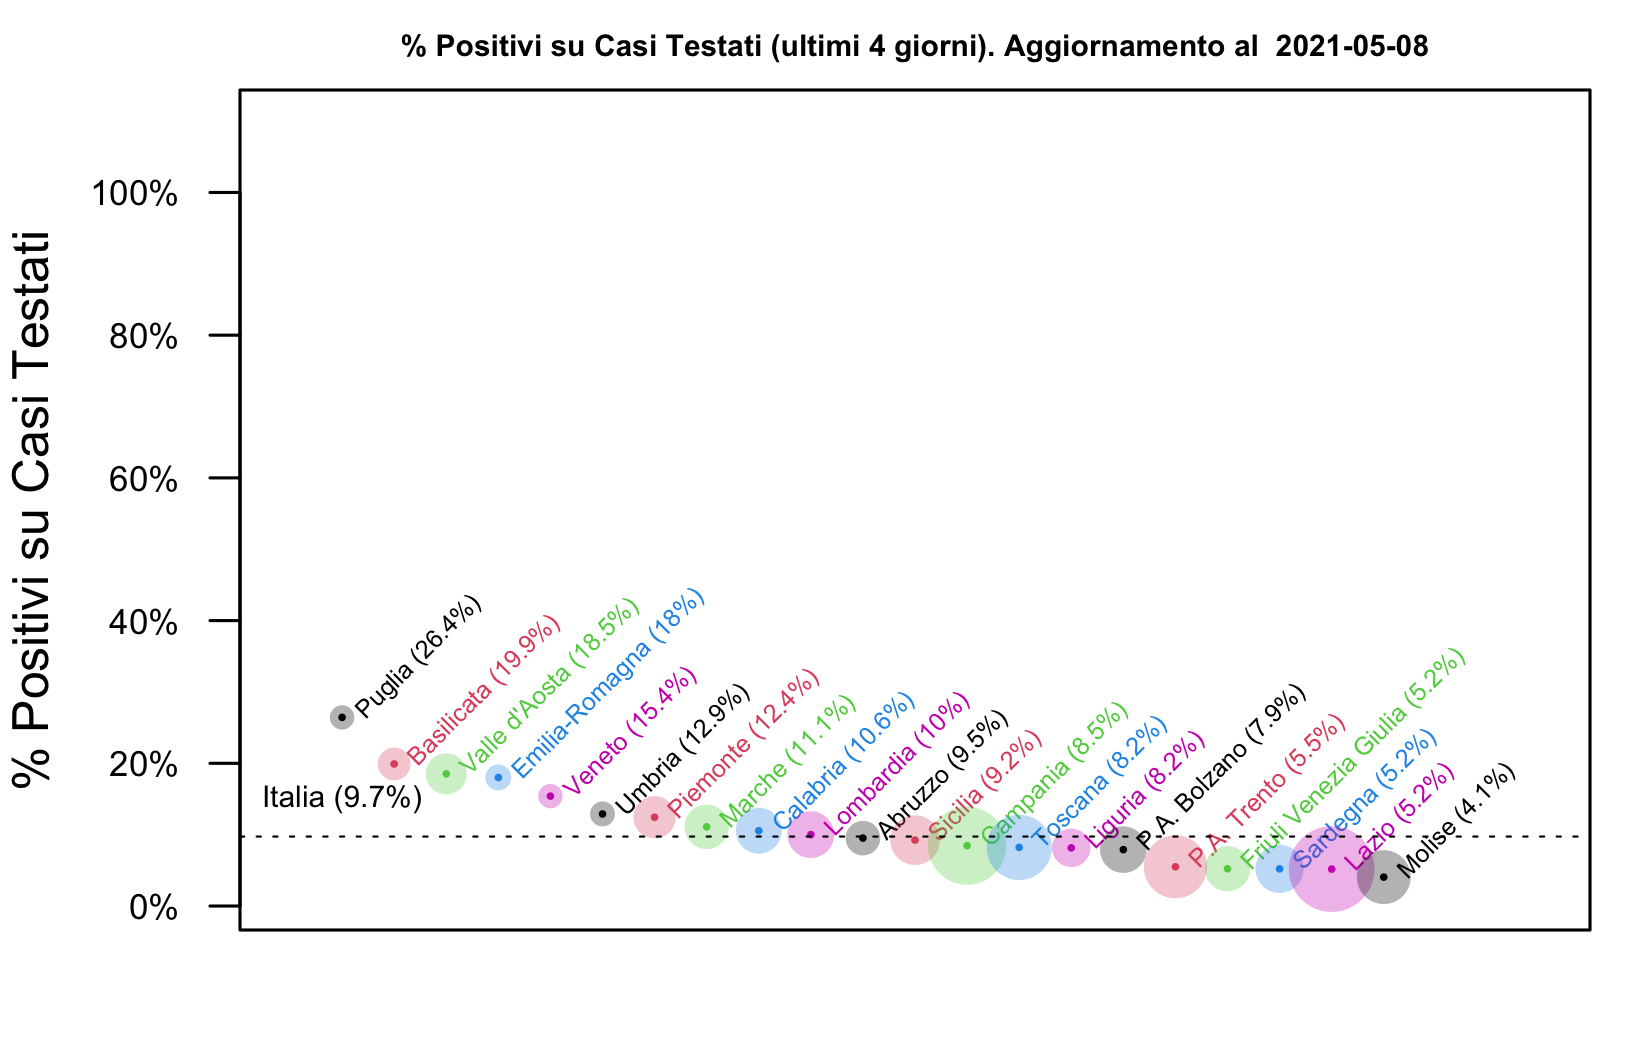 % Positivi su Casi Testati (ultimi 4 giorni). Aggiornamento al  2021-05-08
% Positivi su Casi Testati
100%
80%
60%
40%
20%
0%
Italia (9.7%)
Puglia (26.4%)
Basilicata (19.9%)
Valle d'Aosta (18.5%)
Emilia-Romagna (18%)
Veneto (15.4%)
Umbria (12.9%)
Piemonte (12.4%)
Marche (11.1%)
Calabria (10.6%)
Lombardia (10%)
Abruzzo (9.5%)
Sicilia (9.2%)
Campania (8.5%)
Toscana (8.2%)
Liguria (8.2%)
P.A. Bolzano (7.9%)
P.A. Trento (5.5%)
Friuli Venezia Giulia (5.2%)
Sardegna (5.2%)
Lazio (5.2%)
Molise (4.1%)